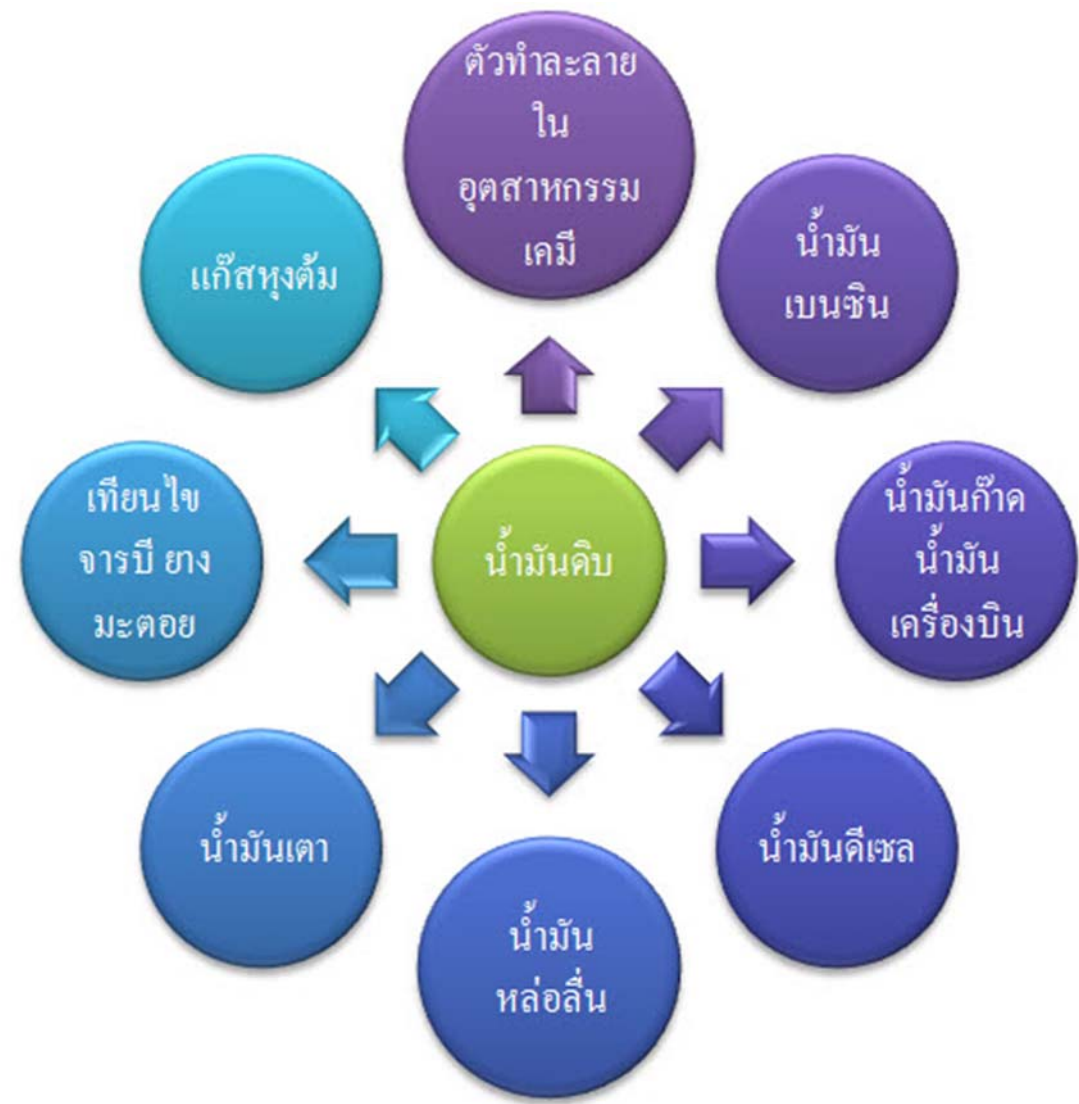 ตัวทำละลาย
ใน
อุตสาหกรรม
เคมี
น้ำมัน
เบนซิน
น้ำมันก๊าด
น้ำมัน
เครื่องบิน
น้ำมันดีเซล
น้ำมัน
หล่อลื่น
น้ำมันเตา
เทียนไข
จารบี ยาง
มะตอย
แก๊สหุงต้ม
น้ำมันดิบ